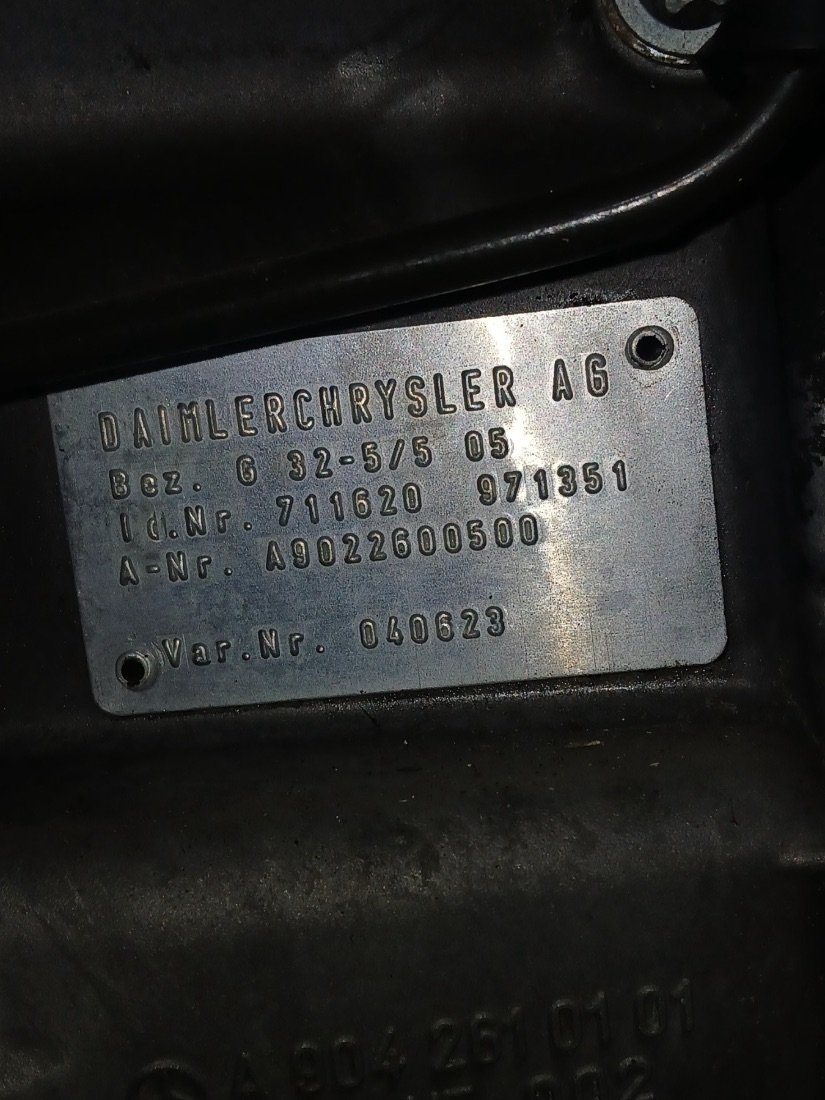 DAIMLERCHRYSLER AG
Bez. G 32-5/5 05
Id.Nr. 711620 971351
A-Nr. A9022600500
Var.Nr. 040623
A 904 261 01 01